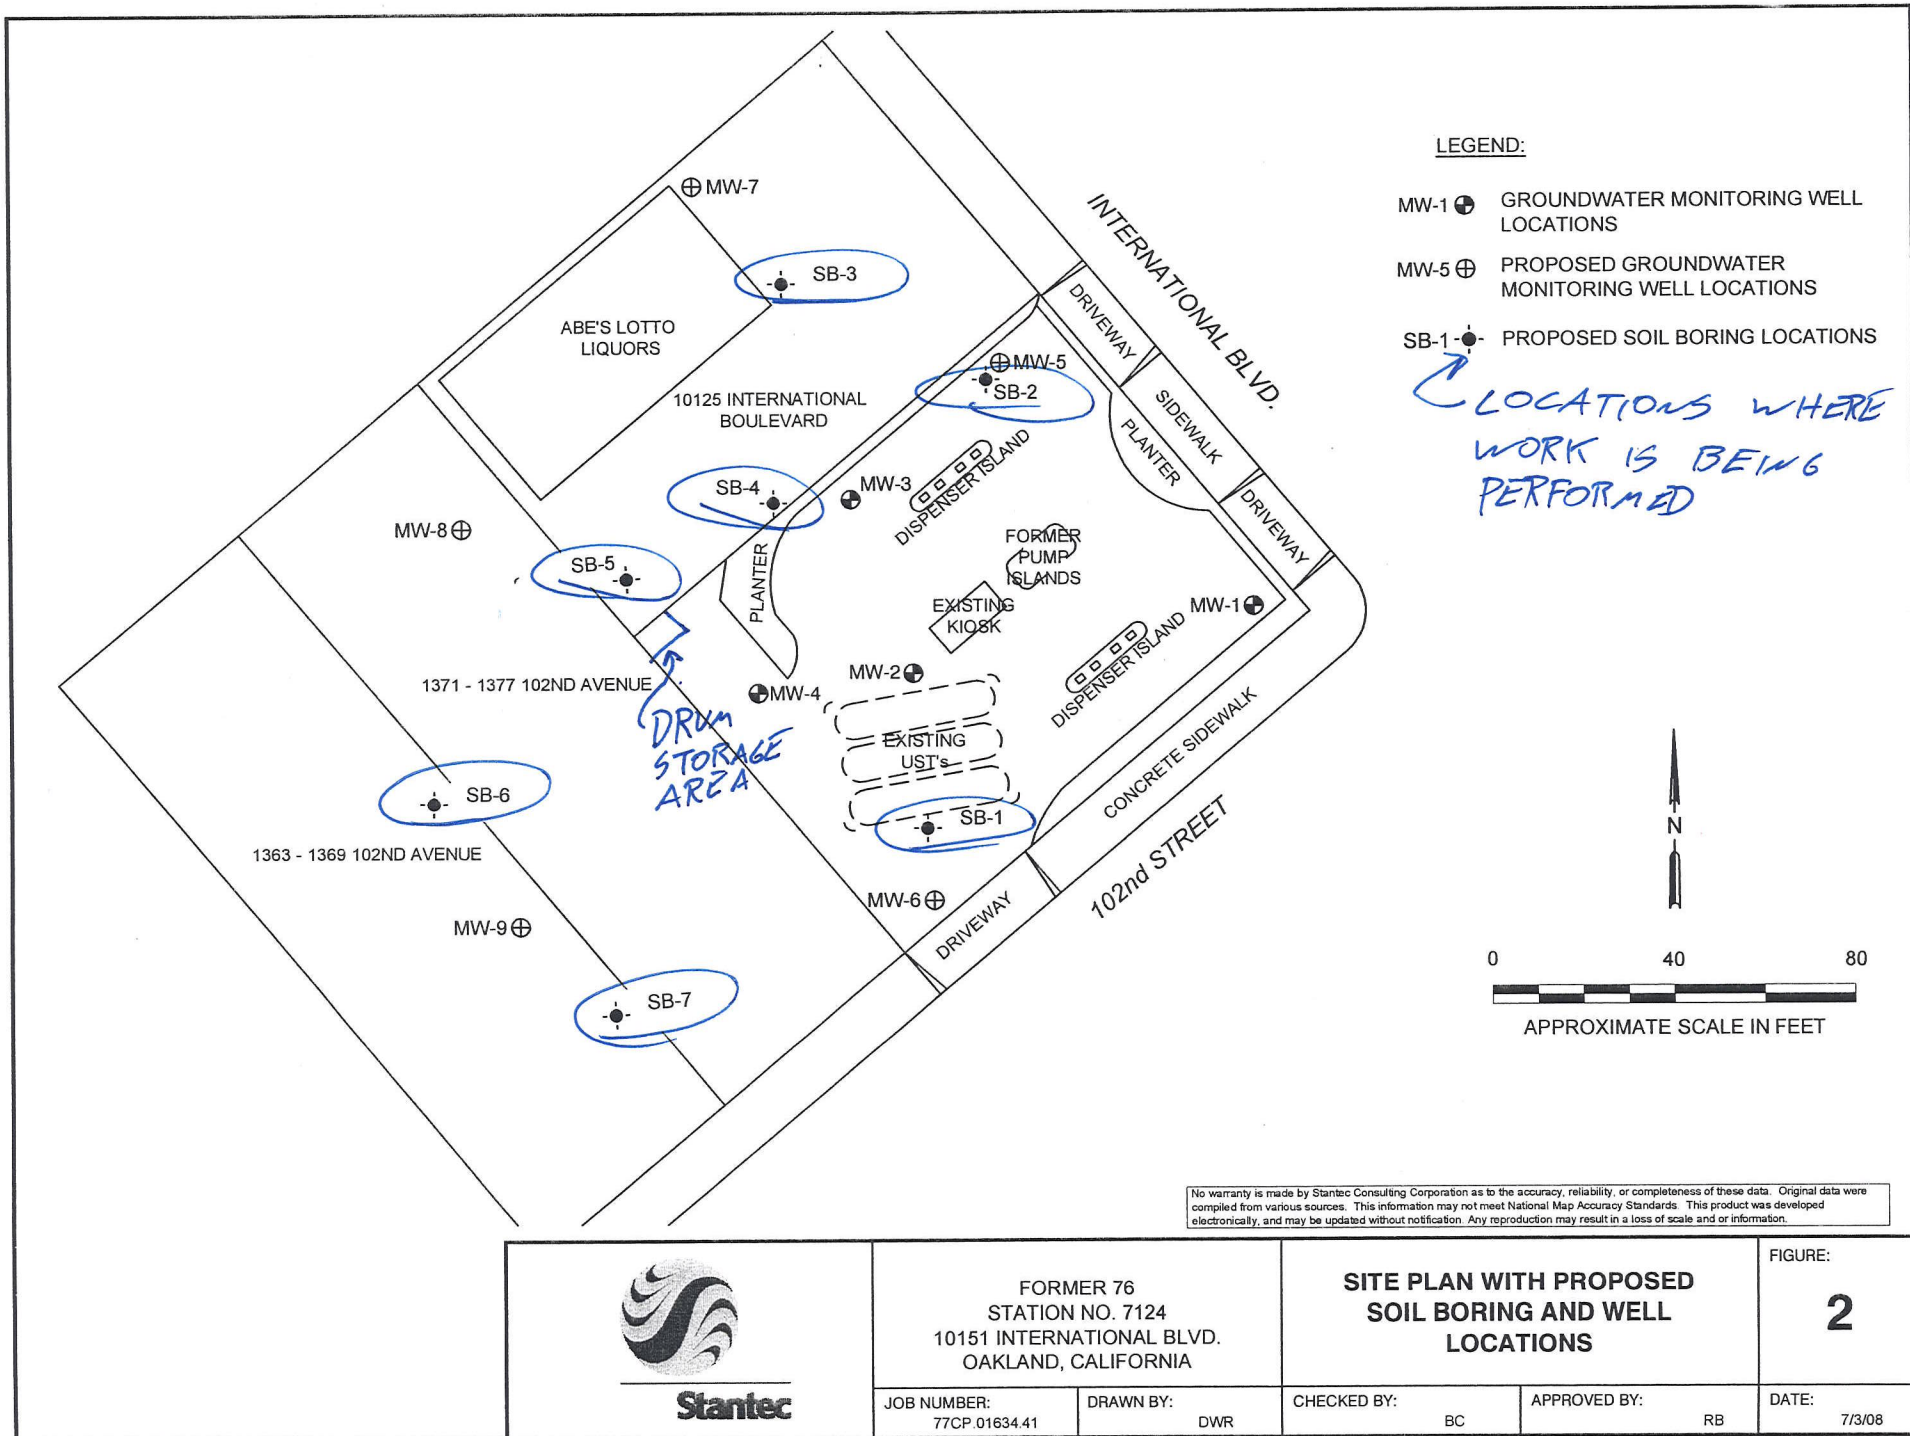 LEGEND:
MW-1 GROUNDWATER MONITORING WELL
LOCATIONS
MW-5 PROPOSED GROUNDWATER
MONITORING WELL LOCATIONS
SB-1 PROPOSED SOIL BORING LOCATIONS
LOCATIONS WHERE
WORK IS BEING
PERFORMED
MW-7
SB-3
INTERNATIONAL BLVD.
ABE'S LOTTO
LIQUORS
DRIVEWAY
MW-5
SB-2
10125 INTERNATIONAL
BOULEVARD
SIDEWALK
PLANTER
DISPENSER ISLAND
SB-4
MW-3
DRIVEWAY
MW-8
FORMER
PUMP
ISLANDS
SB-5
PLANTER
EXISTING
KIOSK
MW-1
DISPENSER ISLAND
MW-2
1371 - 1377 102ND AVENUE
MW-4
DRUM
STORAGE
AREA
EXISTING
UST's
CONCRETE SIDEWALK
SB-6
SB-1
102nd STREET
1363 - 1369 102ND AVENUE
MW-6
DRIVEWAY
MW-9
SB-7
N
0 40 80
APPROXIMATE SCALE IN FEET
No warranty is made by Stantec Consulting Corporation as to the accuracy, reliability, or completeness of these data. Original data were
compiled from various sources. This information may not meet National Map Accuracy Standards. This product was developed
electronically, and may be updated without notification. Any reproduction may result in a loss of scale and or information.
Stantec
FORMER 76
STATION NO. 7124
10151 INTERNATIONAL BLVD.
OAKLAND, CALIFORNIA
SITE PLAN WITH PROPOSED
SOIL BORING AND WELL
LOCATIONS
FIGURE:
2
JOB NUMBER:
77CP.01634.41
DRAWN BY:
DWR
CHECKED BY:
BC
APPROVED BY:
RB
DATE:
7/3/08